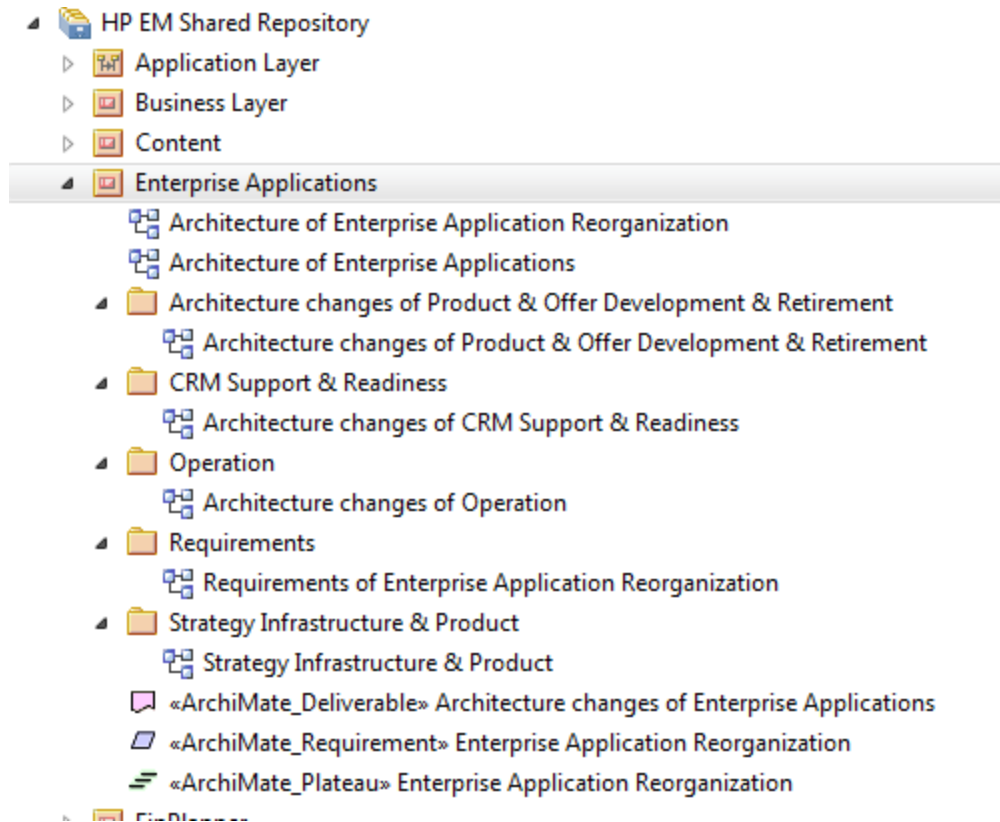 HP EM Shared Repository
Application Layer
Business Layer
Content
Enterprise Applications
Architecture of Enterprise Application Reorganization
Architecture of Enterprise Applications
Architecture changes of Product & Offer Development & Retirement
Architecture changes of Product & Offer Development & Retirement
CRM Support & Readiness
Architecture changes of CRM Support & Readiness
Operation
Architecture changes of Operation
Requirements
Requirements of Enterprise Application Reorganization
Strategy Infrastructure & Product
Strategy Infrastructure & Product
«ArchiMate_Deliverable» Architecture changes of Enterprise Applications
«ArchiMate_Requirement» Enterprise Application Reorganization
«ArchiMate_Plateau» Enterprise Application Reorganization